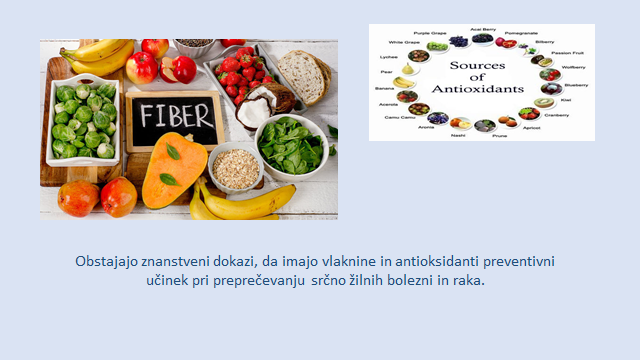 FIBER
Sources
of
Antioxidants
Acai Berry
Pomegranate
Bilberry
Passion Fruit
Wolfberry
Blueberry
Kiwi
Cranberry
Apricot
Prune
Nashi
Aronia
Camu Camu
Acerola
Banana
Pear
Lychee
White Grape
Purple Grape
Obstajajo znanstveni dokazi, da imajo vlaknine in antioksidanti preventivni
učinek pri preprečevanju srčno žilnih bolezni in raka.